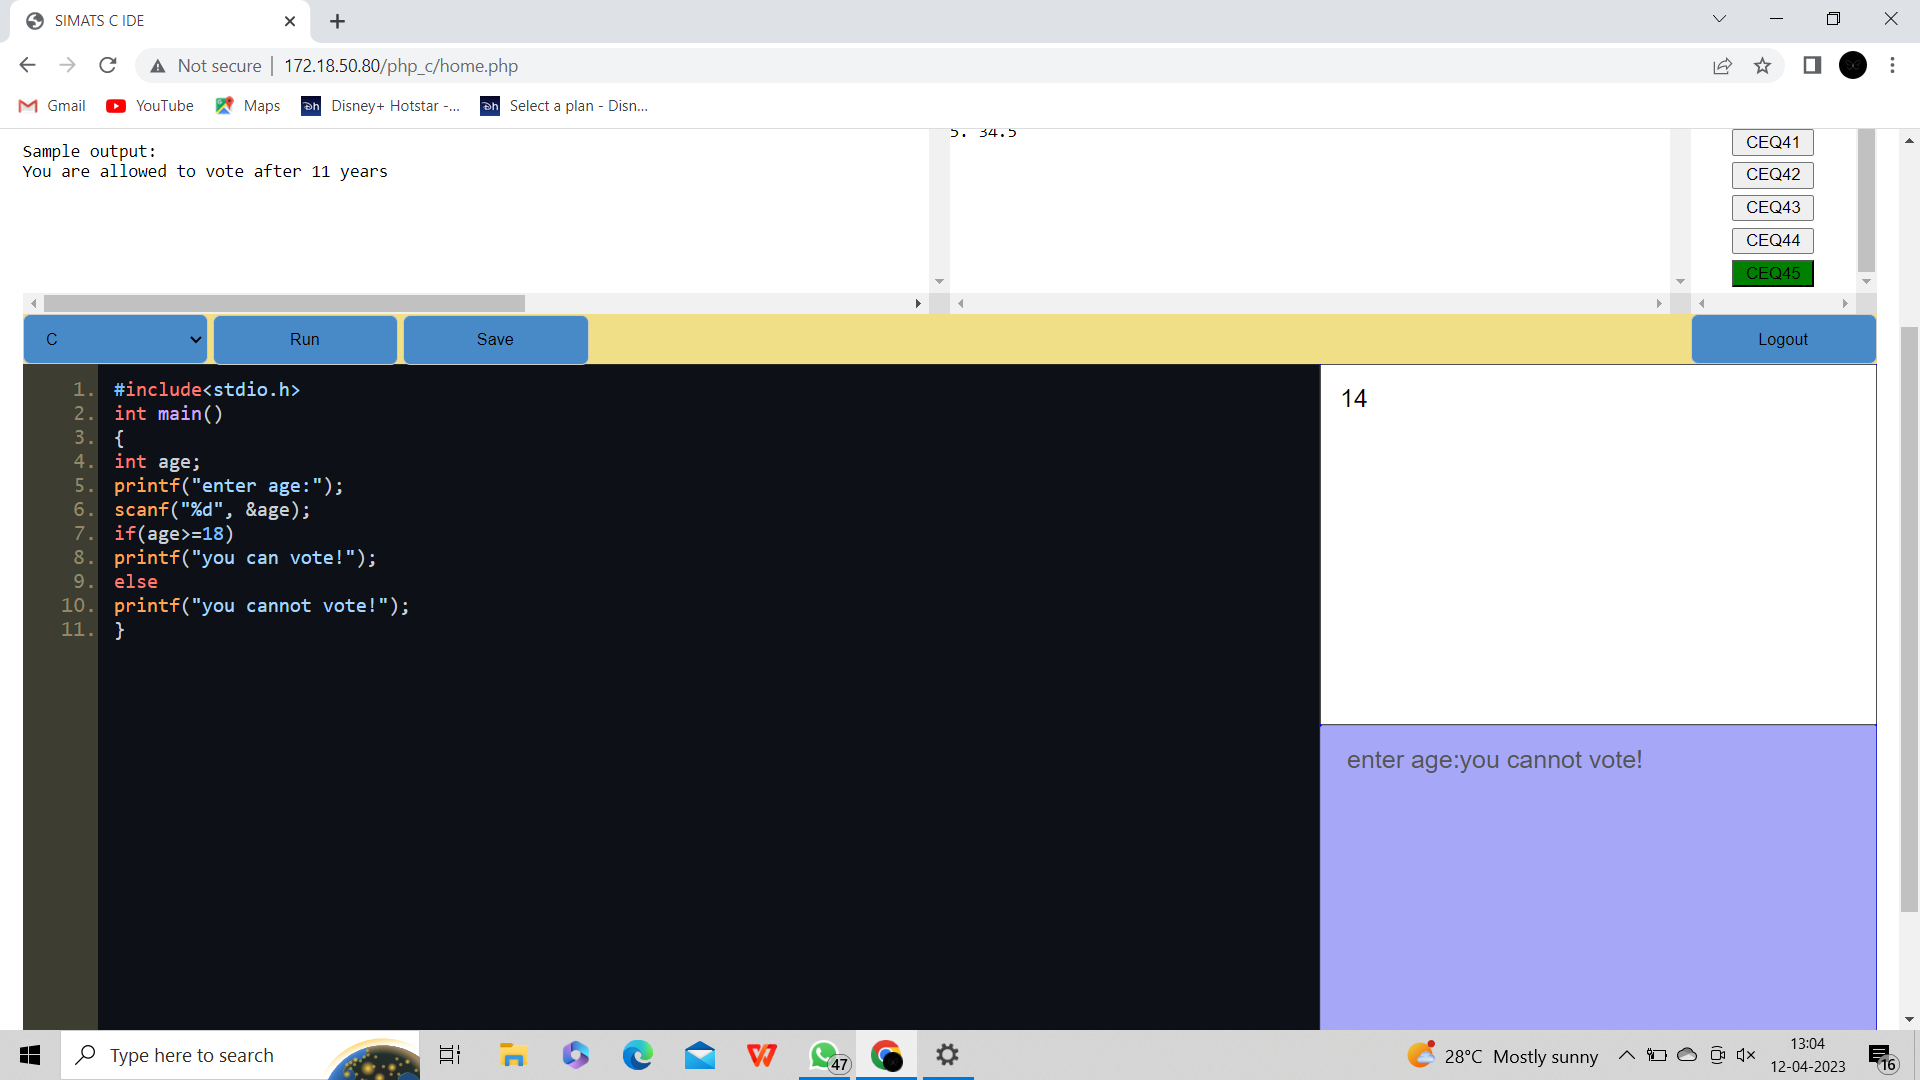 SIMATS C IDE
Not secure
172.18.50.80/php_c/home.php
Gmail
YouTube
Maps
Disney+ Hotstar -...
Select a plan - Disn...
Sample output:
You are allowed to vote after 11 years
5. 34.5
CEQ41
CEQ42
CEQ43
CEQ44
CEQ45
C
Run
Save
Logout
1. #include<stdio.h>
2. int main()
3. {
4. int age;
5. printf("enter age:");
6. scanf("%d", &age);
7. if(age>=18)
8. printf("you can vote!");
9. else
10. printf("you cannot vote!");
11. }
14
enter age:you cannot vote!
Type here to search
47
28°C Mostly sunny
13:04
12-04-2023
16